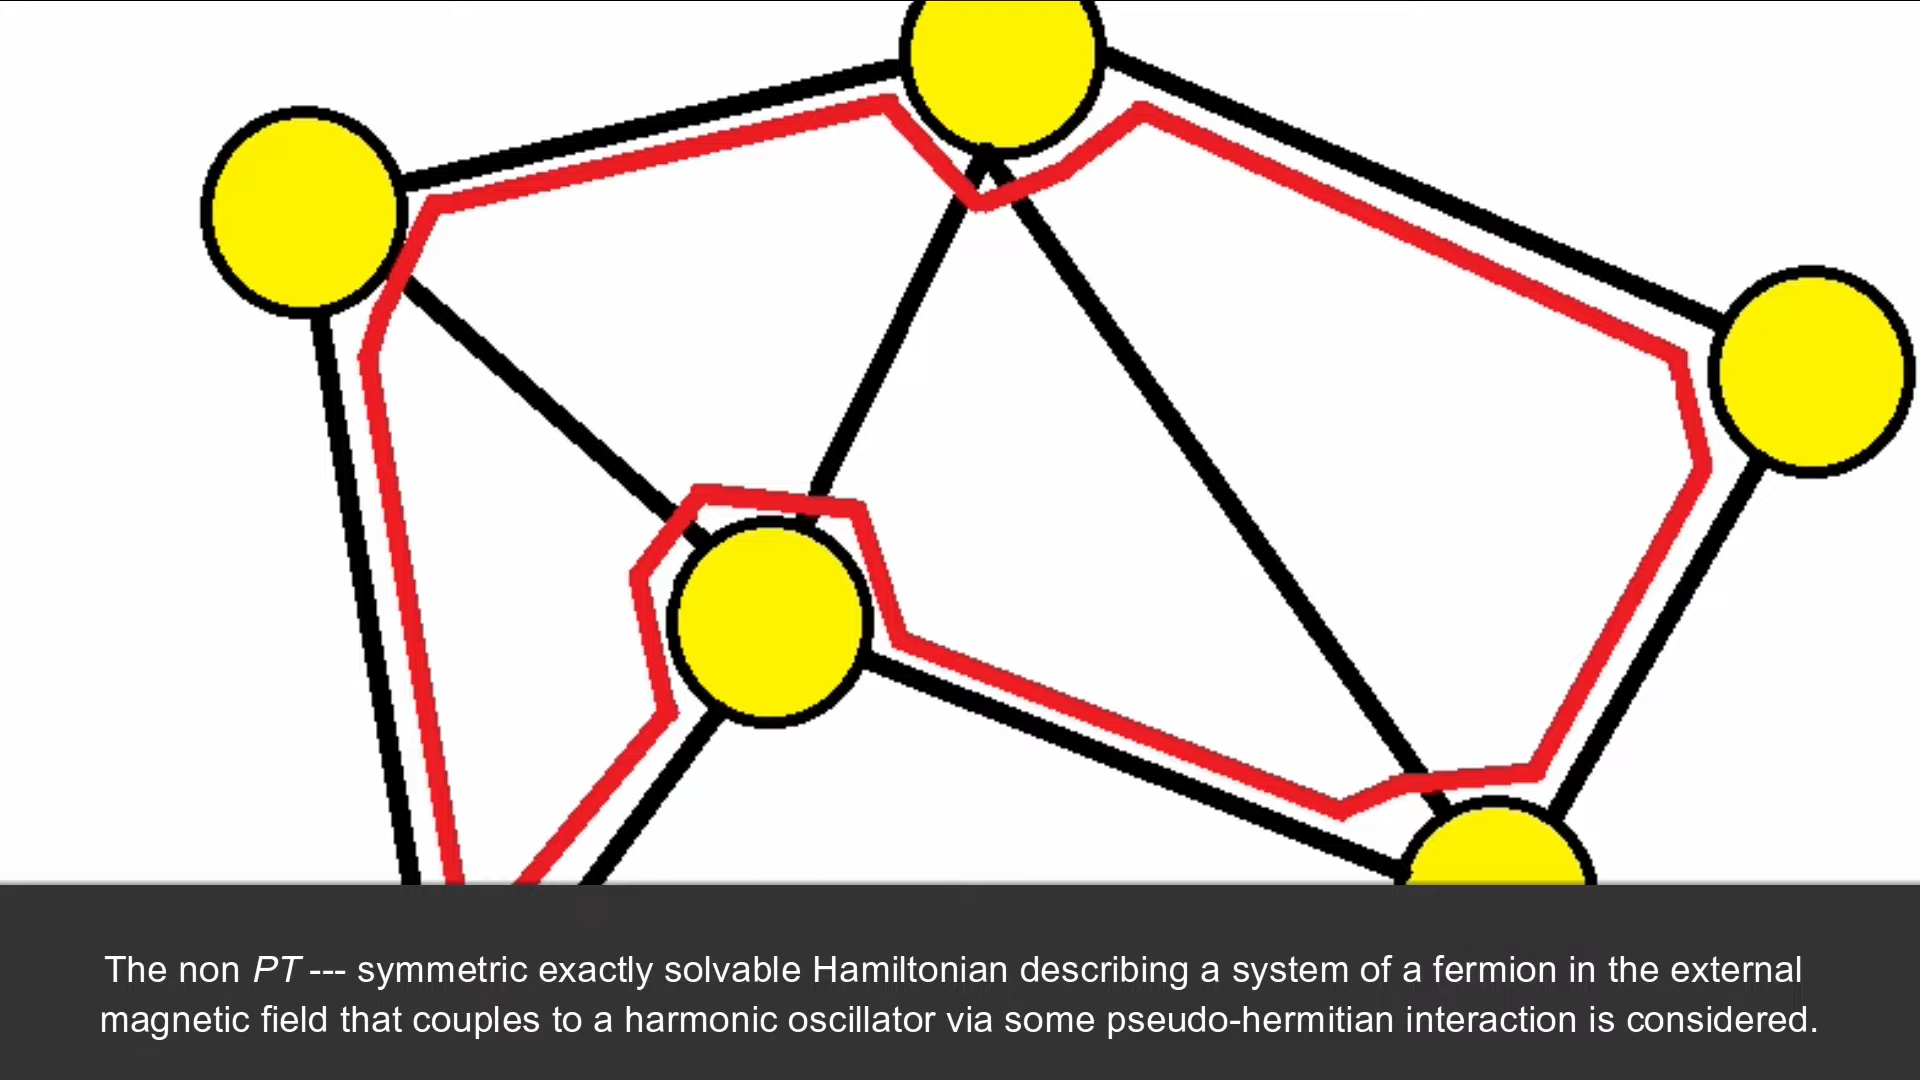 The non PT --- symmetric exactly solvable Hamiltonian describing a system of a fermion in the external
magnetic field that couples to a harmonic oscillator via some pseudo-hermitian interaction is considered.